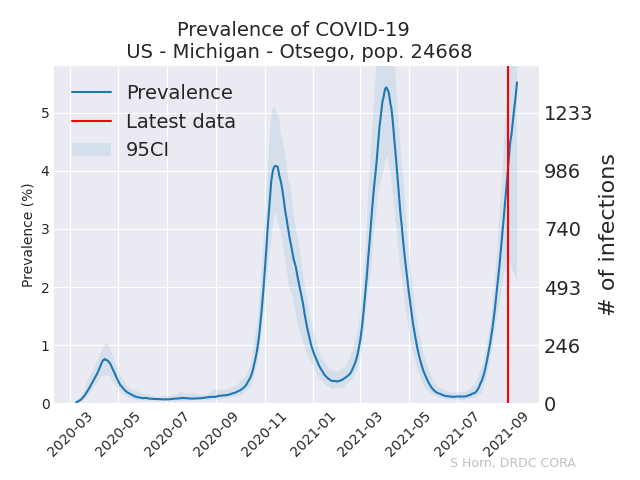 Prevalence of COVID-19
US - Michigan - Otsego, pop. 24668
Prevalence
Latest data
95CI
Prevalence (%)
5
4
3
2
1
0
1233
986
740
493
246
0
# of infections
2020-03
2020-05
2020-07
2020-09
2020-11
2021-01
2021-03
2021-05
2021-07
2021-09
S Horn, DRDC CORA